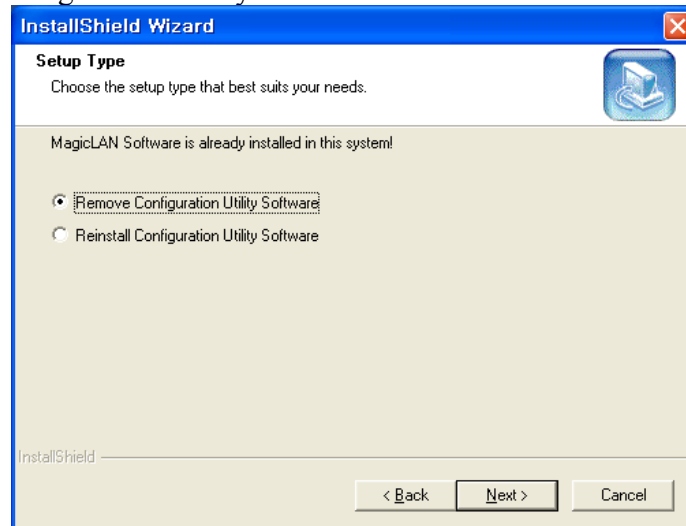 InstallShield Wizard
Setup Type
Choose the setup type that best suits your needs.
MagicLAN Software is already installed in this system!
Remove Configuration Utility Software
Reinstall Configuration Utility Software
InstallShield
< Back Next > Cancel